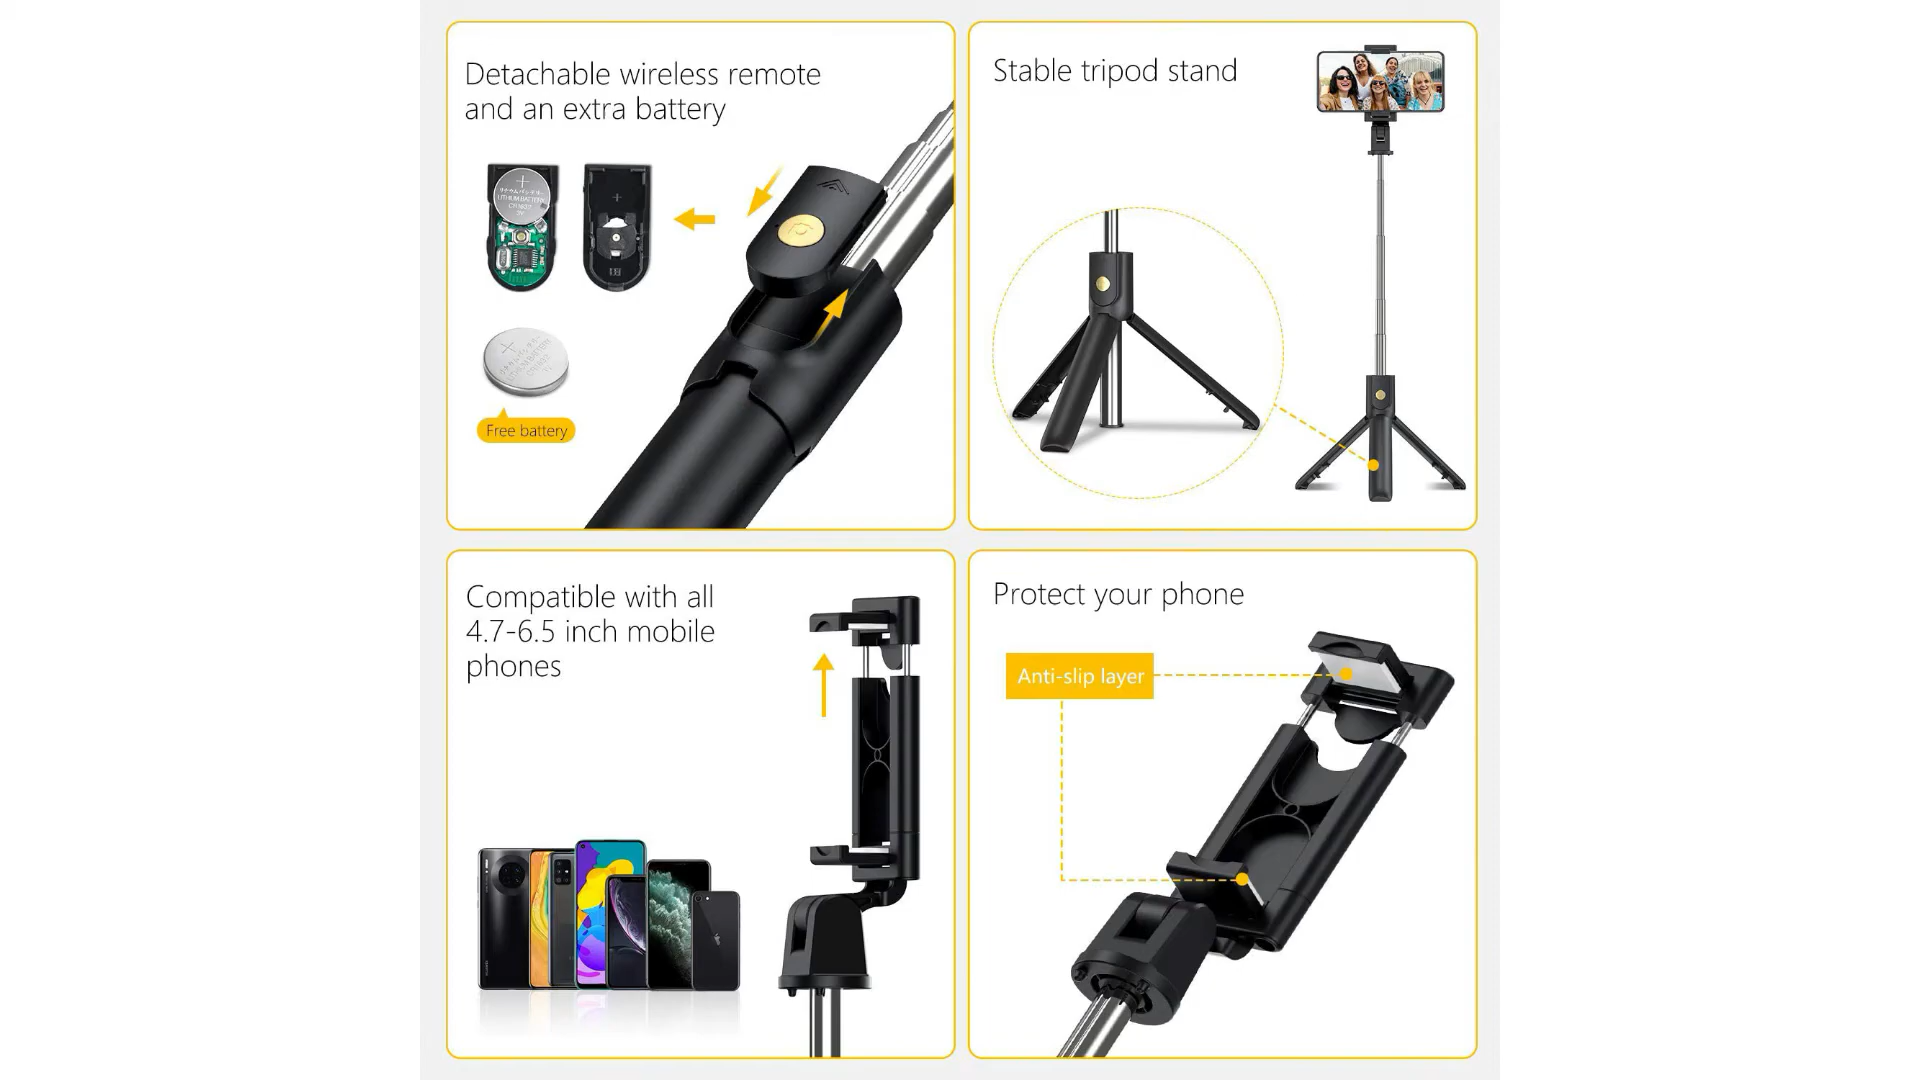 Detachable wireless remote
and an extra battery
Free battery
Stable tripod stand
Compatible with all
4.7-6.5 inch mobile
phones
Protect your phone
Anti-slip layer